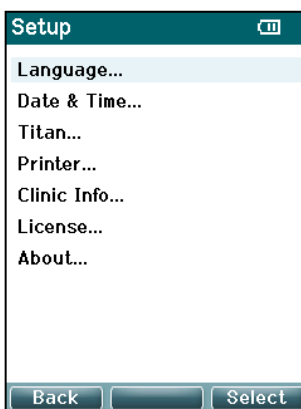 Setup
Language...
Date & Time...
Titan...
Printer...
Clinic Info...
License...
About...
Back Select